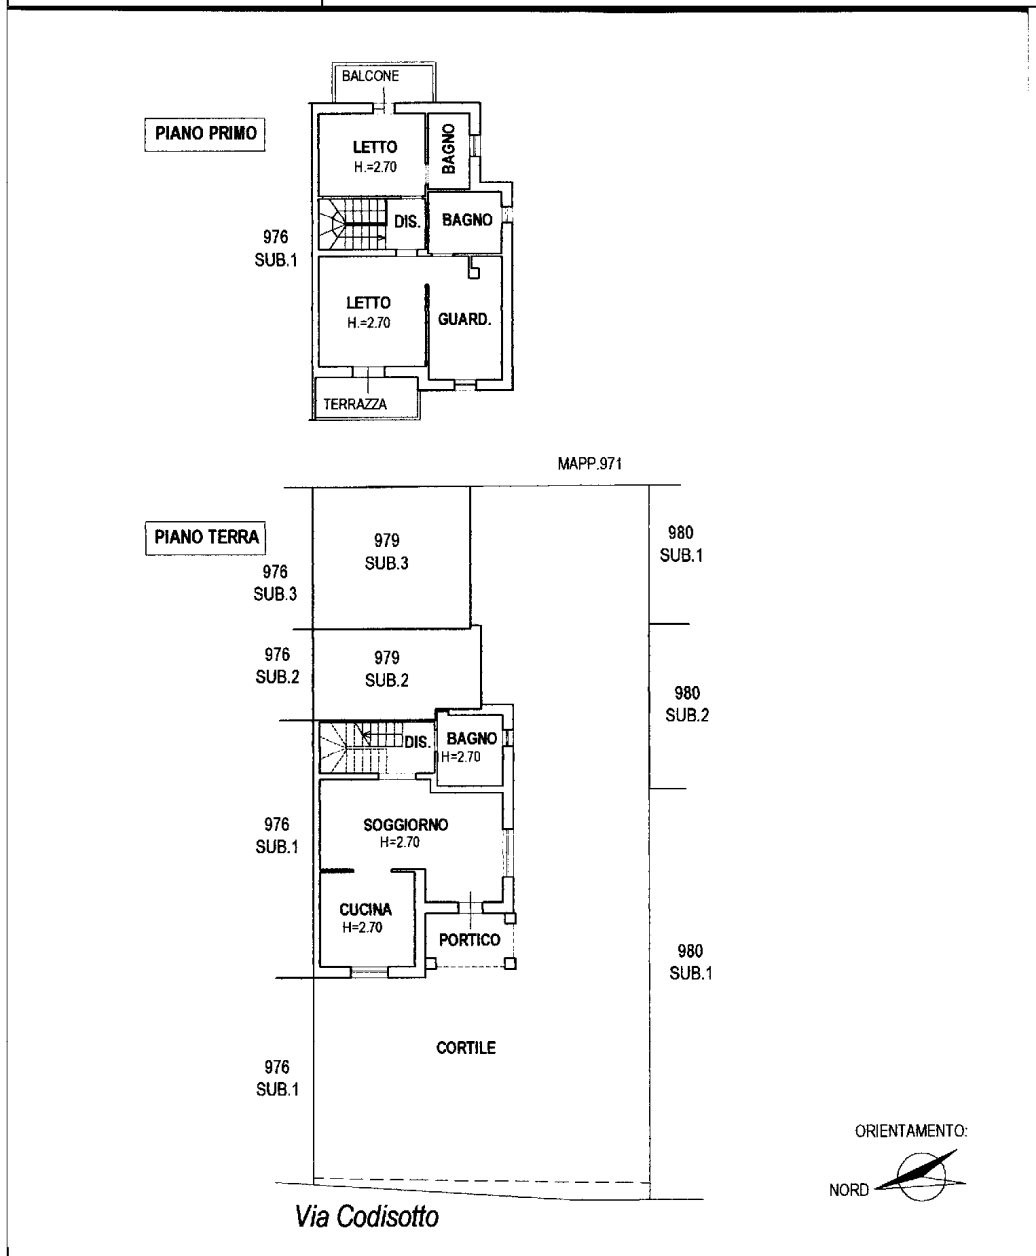 BALCONE
PIANO PRIMO
LETTO
H.=2.70
BAGNO
DIS.
BAGNO
976
SUB.1
LETTO
H.=2.70
GUARD.
TERRAZZA
MAPP.971
PIANO TERRA
979
SUB.3
980
SUB.1
976
SUB.3
976
SUB.2
979
SUB.2
980
SUB.2
DIS.
BAGNO
H=2.70
976
SUB.1
SOGGIORNO
H=2.70
CUCINA
H=2.70
PORTICO
980
SUB.1
CORTILE
976
SUB.1
ORIENTAMENTO:
NORD
Via Codisotto